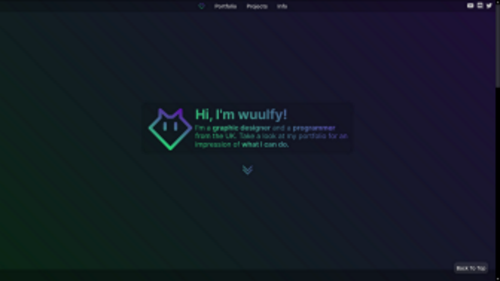 Portfolio Projects Info
Hi, I'm wuulfy!
I'm a graphic designer and a programmer
from the UK. Take a look at my portfolio for an
impression of what I can do.
Back To Top